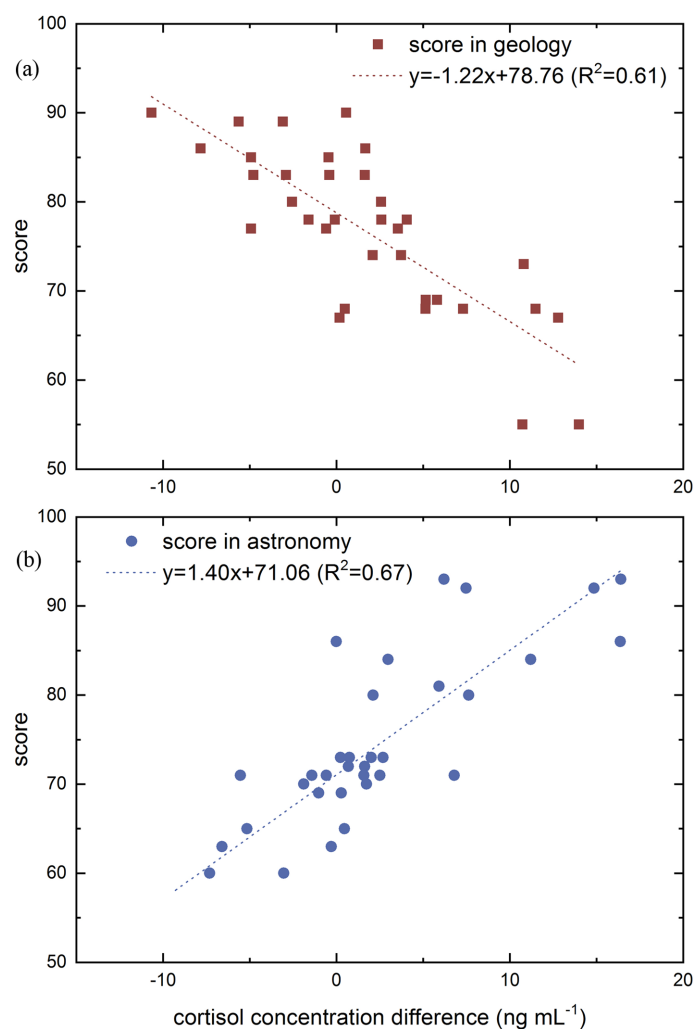 (a)
score in geology
y=-1.22x+78.76 (R²=0.61)
100
90
80
70
60
50
score
-10 0 10 20
(b)
score in astronomy
y=1.40x+71.06 (R²=0.67)
100
90
80
70
60
50
score
-10 0 10 20
cortisol concentration difference (ng mL⁻¹)